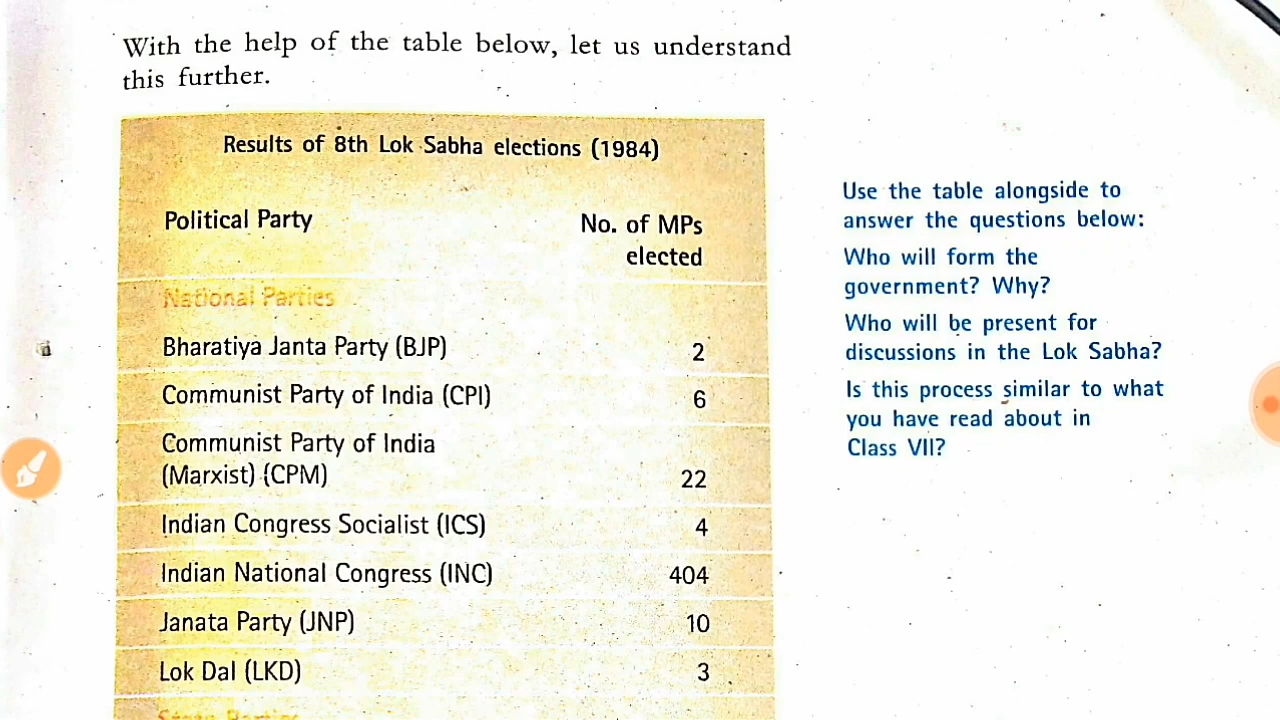 With the help of the table below, let us understand
this further.
Results of 8th Lok Sabha elections (1984)
Political Party No. of MPs
elected
National Parties
Bharatiya Janta Party (BJP) 2
Communist Party of India (CPI) 6
Communist Party of India
(Marxist) (CPM) 22
Indian Congress Socialist (ICS) 4
Indian National Congress (INC) 404
Janata Party (JNP) 10
Lok Dal (LKD) 3
Use the table alongside to
answer the questions below:
Who will form the
government? Why?
Who will be present for
discussions in the Lok Sabha?
Is this process similar to what
you have read about in
Class VII?